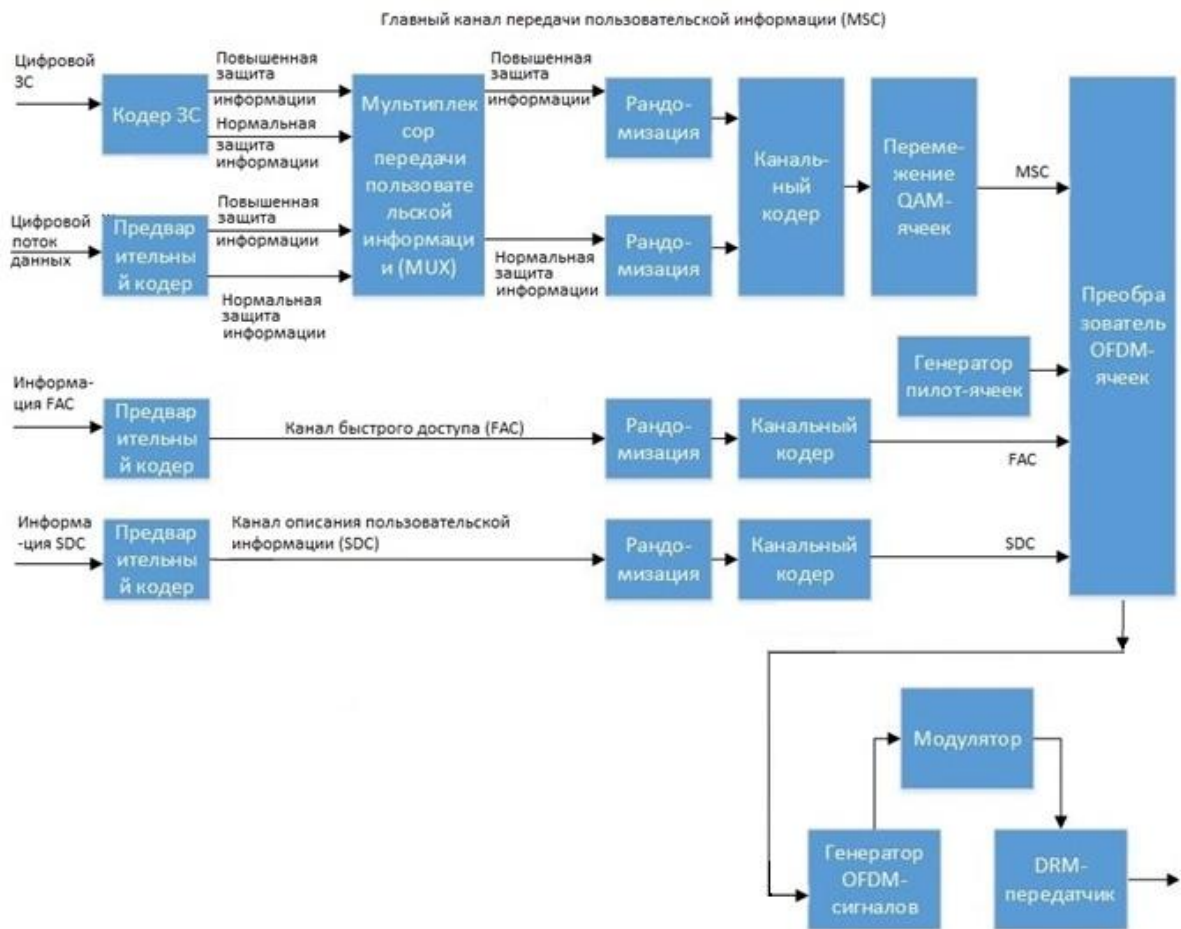 Главный канал передачи пользовательской информации (MSC)
Цифровой
ЗС
Кодер ЗС
Повышенная
защита
информации
Нормальная
защита
информации
Мультиплек
сор
передачи
пользовате
льской
информаци
и (MUX)
Повышенная
защита
информации
Рандо-
мизация
Каналь-
ный
кодер
Переме-
жение
QAM-
ячеек
MSC
Преобра
зователь
OFDM-
ячеек
Цифровой
поток
данных
Предвар
ительны
й кодер
Повышенная
защита
информации
Нормальная
защита
информации
Нормальная
защита
информации
Рандо-
мизация
Генератор
пилот-ячеек
Информа-
ция FAC
Предвар
ительны
й кодер
Канал быстрого доступа (FAC)
Рандо-
мизация
Канальный
кодер
FAC
Информа
-ция SDC
Предвар
ительны
й кодер
Канал описания пользовательской
информации (SDC)
Рандо-
мизация
Канальный
кодер
SDC
Модулятор
Генератор
OFDM-
сигналов
DRM-
передатчик